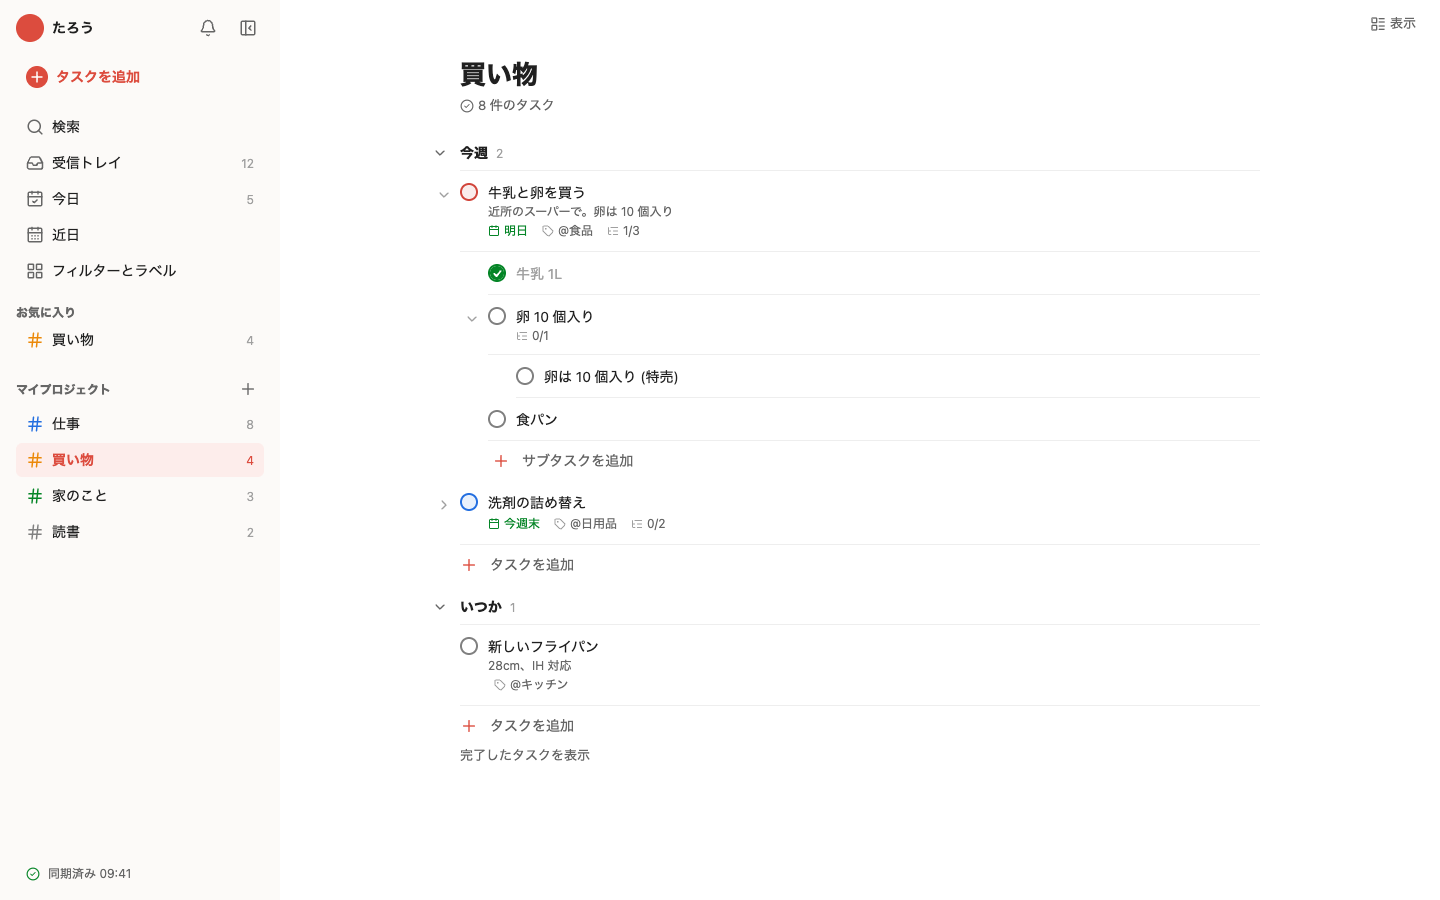 たろう
タスクを追加
検索
受信トレイ 12
今日 5
近日
フィルターとラベル
お気に入り
買い物 4
マイプロジェクト
仕事 8
買い物 4
家のこと 3
読書 2
同期済み 09:41
表示
買い物
8 件のタスク
今週 2
牛乳と卵を買う
近所のスーパーで。卵は 10 個入り
明日 @食品 1/3
牛乳 1L
卵 10 個入り
0/1
卵は 10 個入り (特売)
食パン
サブタスクを追加
洗剤の詰め替え
今週末 @日用品 0/2
タスクを追加
いつか 1
新しいフライパン
28cm、IH 対応
@キッチン
タスクを追加
完了したタスクを表示